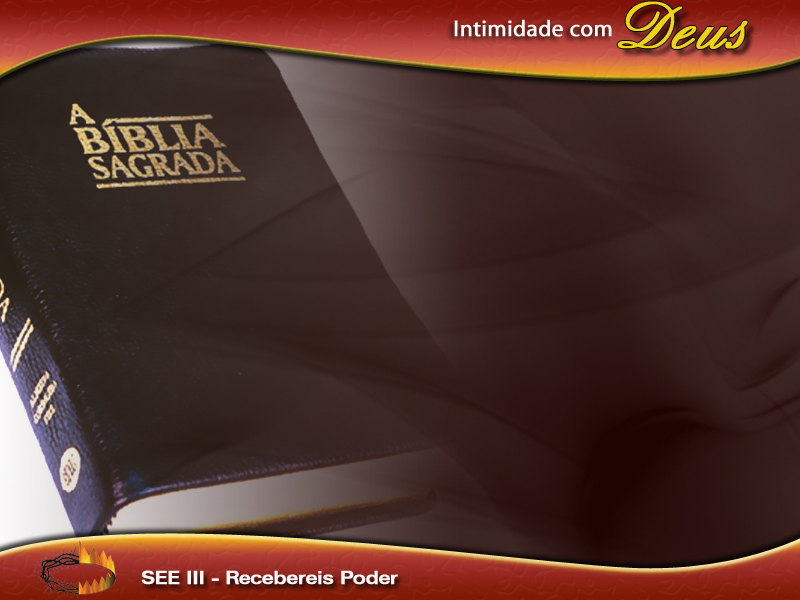 Intimidade com Deus
A
BÍBLIA
SAGRADA
SEE III - Recebereis Poder